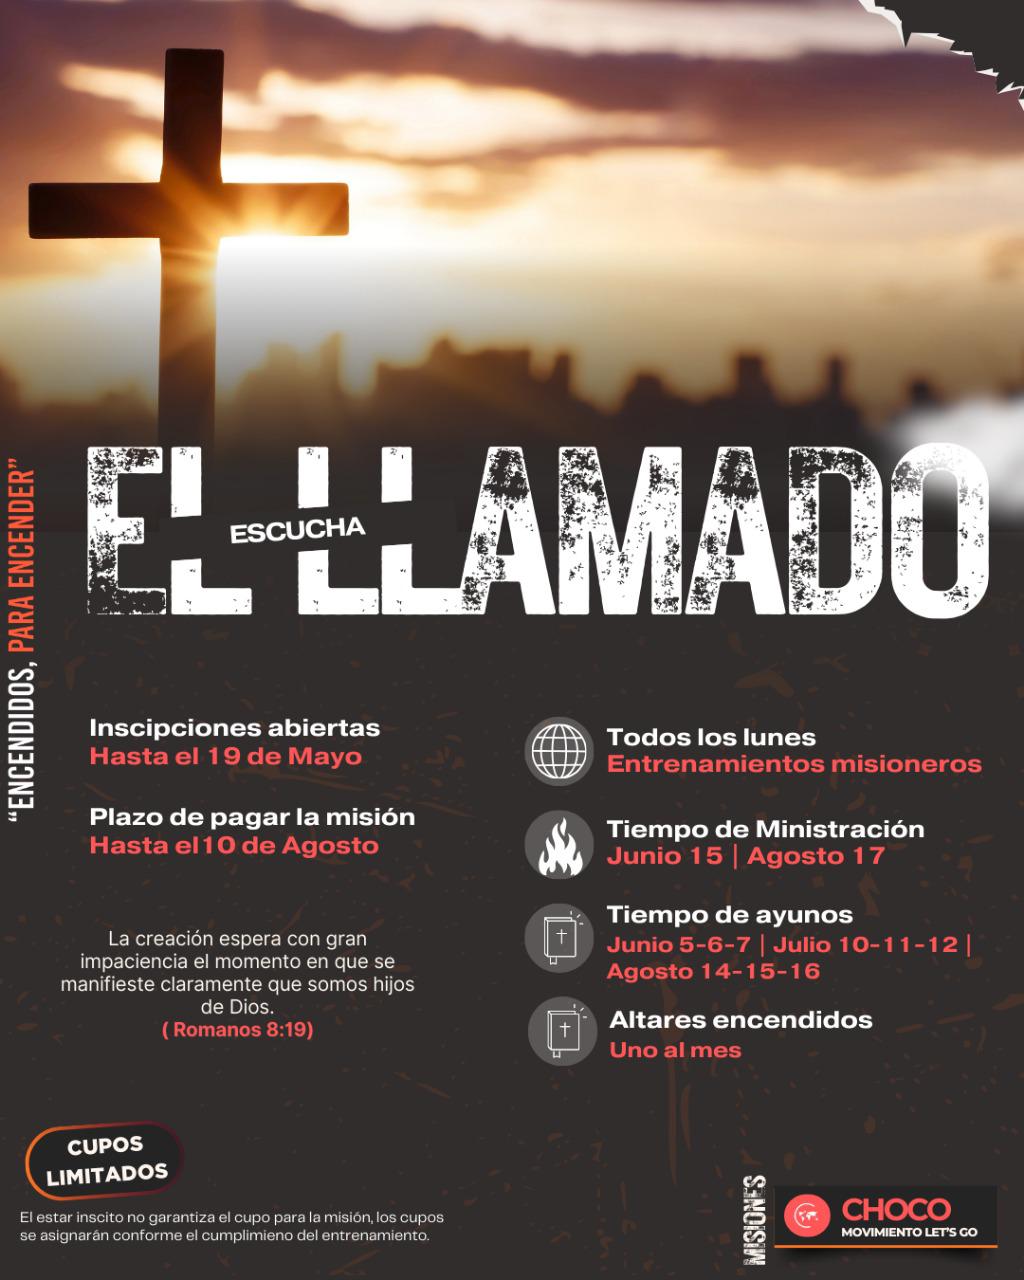 EL LLAMADO
ESCUCHA
“ENCENDIDOS, PARA ENCENDER”
Inscipciones abiertas
Hasta el 19 de Mayo
Plazo de pagar la misión
Hasta el10 de Agosto
La creación espera con gran
impaciencia el momento en que se
manifieste claramente que somos hijos
de Dios.
( Romanos 8:19)
Todos los lunes
Entrenamientos misioneros
Tiempo de Ministración
Junio 15 | Agosto 17
Tiempo de ayunos
Junio 5-6-7 | Julio 10-11-12 |
Agosto 14-15-16
Altares encendidos
Uno al mes
CUPOS
LIMITADOS
El estar inscito no garantiza el cupo para la misión, los cupos
se asignarán conforme el cumplimieno del entrenamiento.
MISIONES
CHOCO
MOVIMIENTO LET'S GO